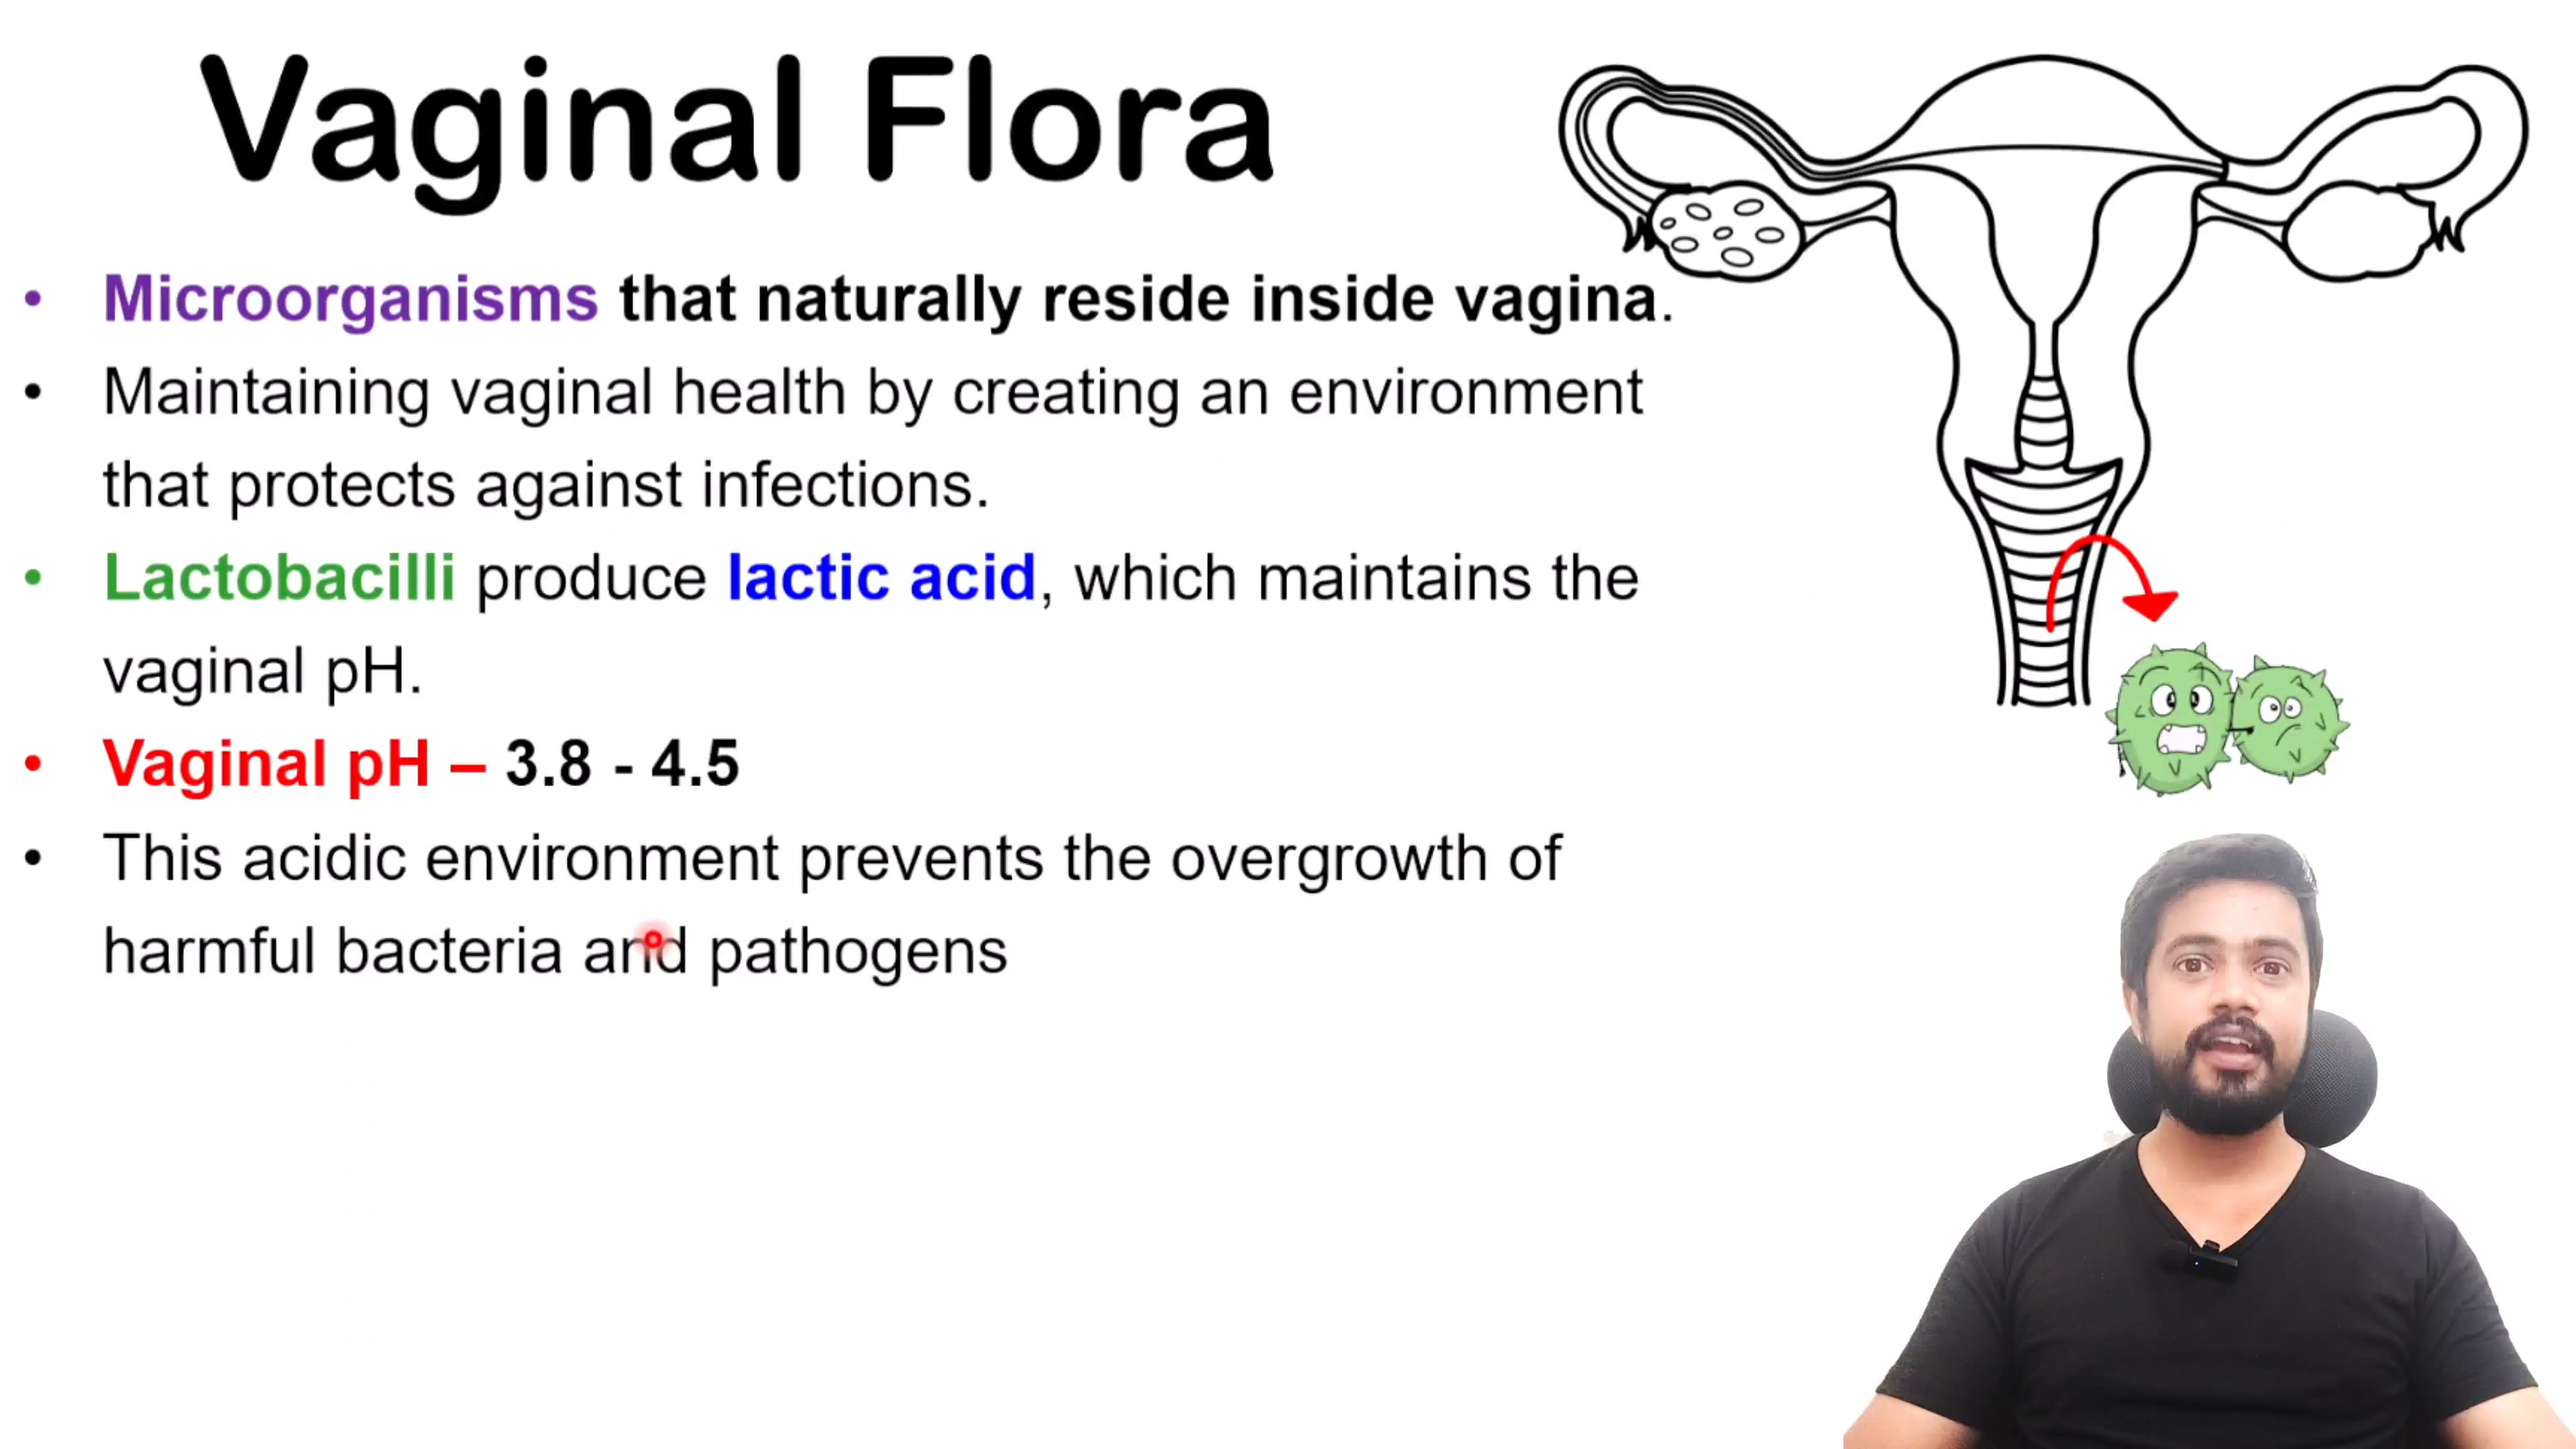 Vaginal Flora
• Microorganisms that naturally reside inside vagina.
• Maintaining vaginal health by creating an environment
that protects against infections.
• Lactobacilli produce lactic acid, which maintains the
vaginal pH.
• Vaginal pH – 3.8 - 4.5
• This acidic environment prevents the overgrowth of
harmful bacteria and pathogens